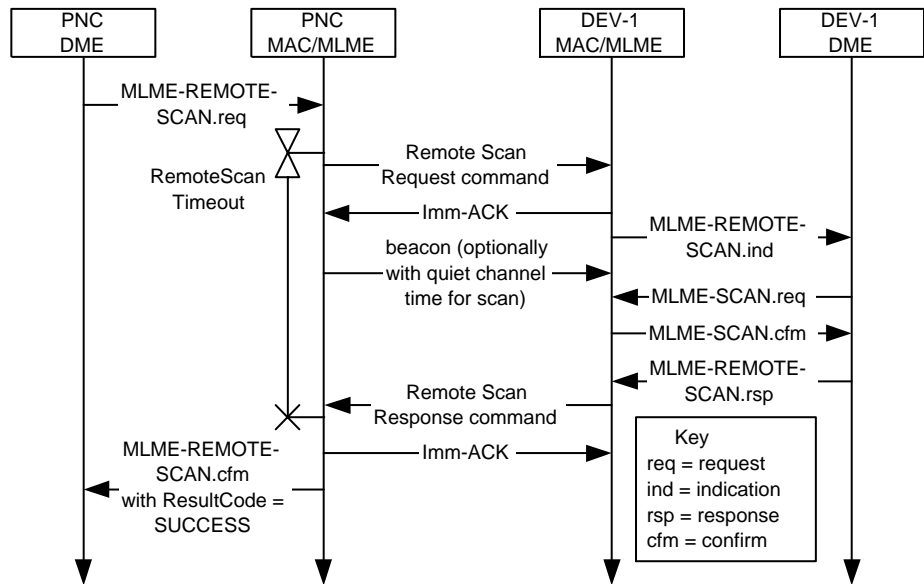 PNC
DME
PNC
MAC/MLME
DEV-1
MAC/MLME
DEV-1
DME
MLME-REMOTE-
SCAN.req
RemoteScan
Timeout
Remote Scan
Request command
Imm-ACK
MLME-REMOTE-
SCAN.ind
beacon (optionally
with quiet channel
time for scan)
MLME-SCAN.req
MLME-SCAN.cfm
MLME-REMOTE-
SCAN.rsp
Remote Scan
Response command
Imm-ACK
MLME-REMOTE-
SCAN.cfm
with ResultCode =
SUCCESS
Key
req = request
ind = indication
rsp = response
cfm = confirm